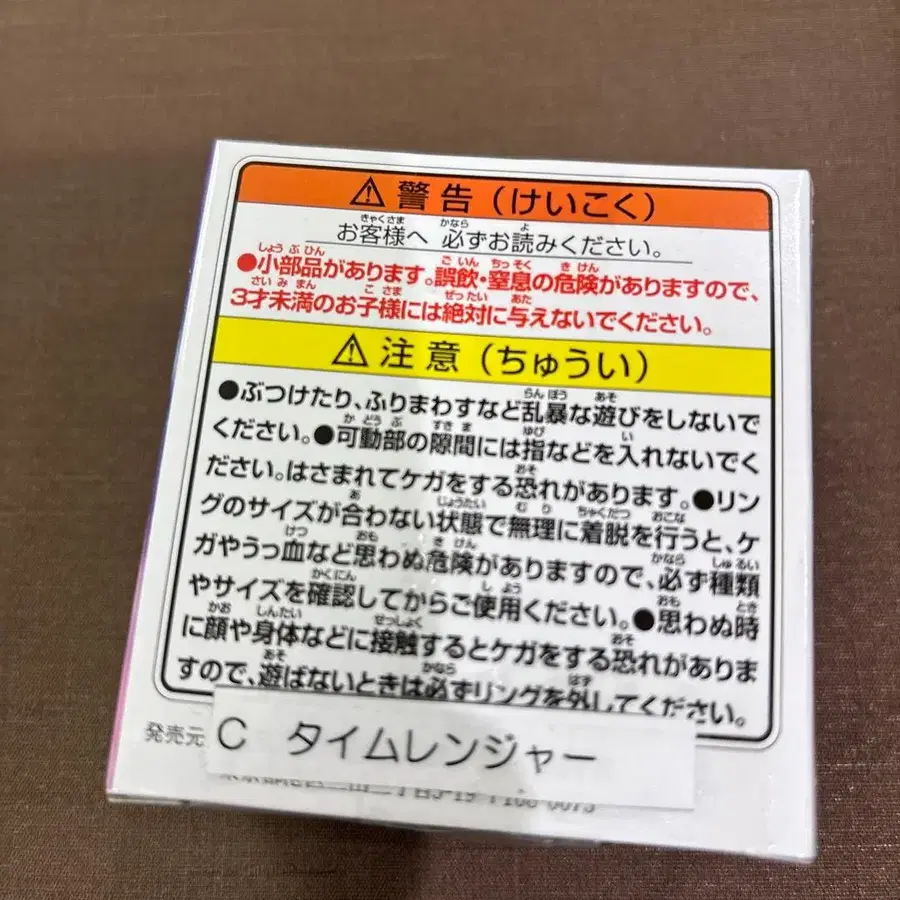 ⚠警告（けいこく）
お客様へ 必ずお読みください。
●小部品があります。誤飲・窒息の危険がありますので、
3才未満のお子様には絶対に与えないでください。
⚠注意（ちゅうい）
●ぶつけたり、ふりまわすなど乱暴な遊びをしないで
ください。●可動部の隙間には指などを入れないでく
ださい。はさまれてケガをする恐れがあります。●リン
グのサイズが合わない状態で無理に着脱を行うと、ケ
ガやうっ血など思わぬ危険がありますので、必ず種類
やサイズを確認してからご使用ください。●思わぬ時
に顔や身体などに接触するとケガをする恐れがありま
すので、遊ばないときは必ずリングを外してください。
発売元
C タイムレンジャー